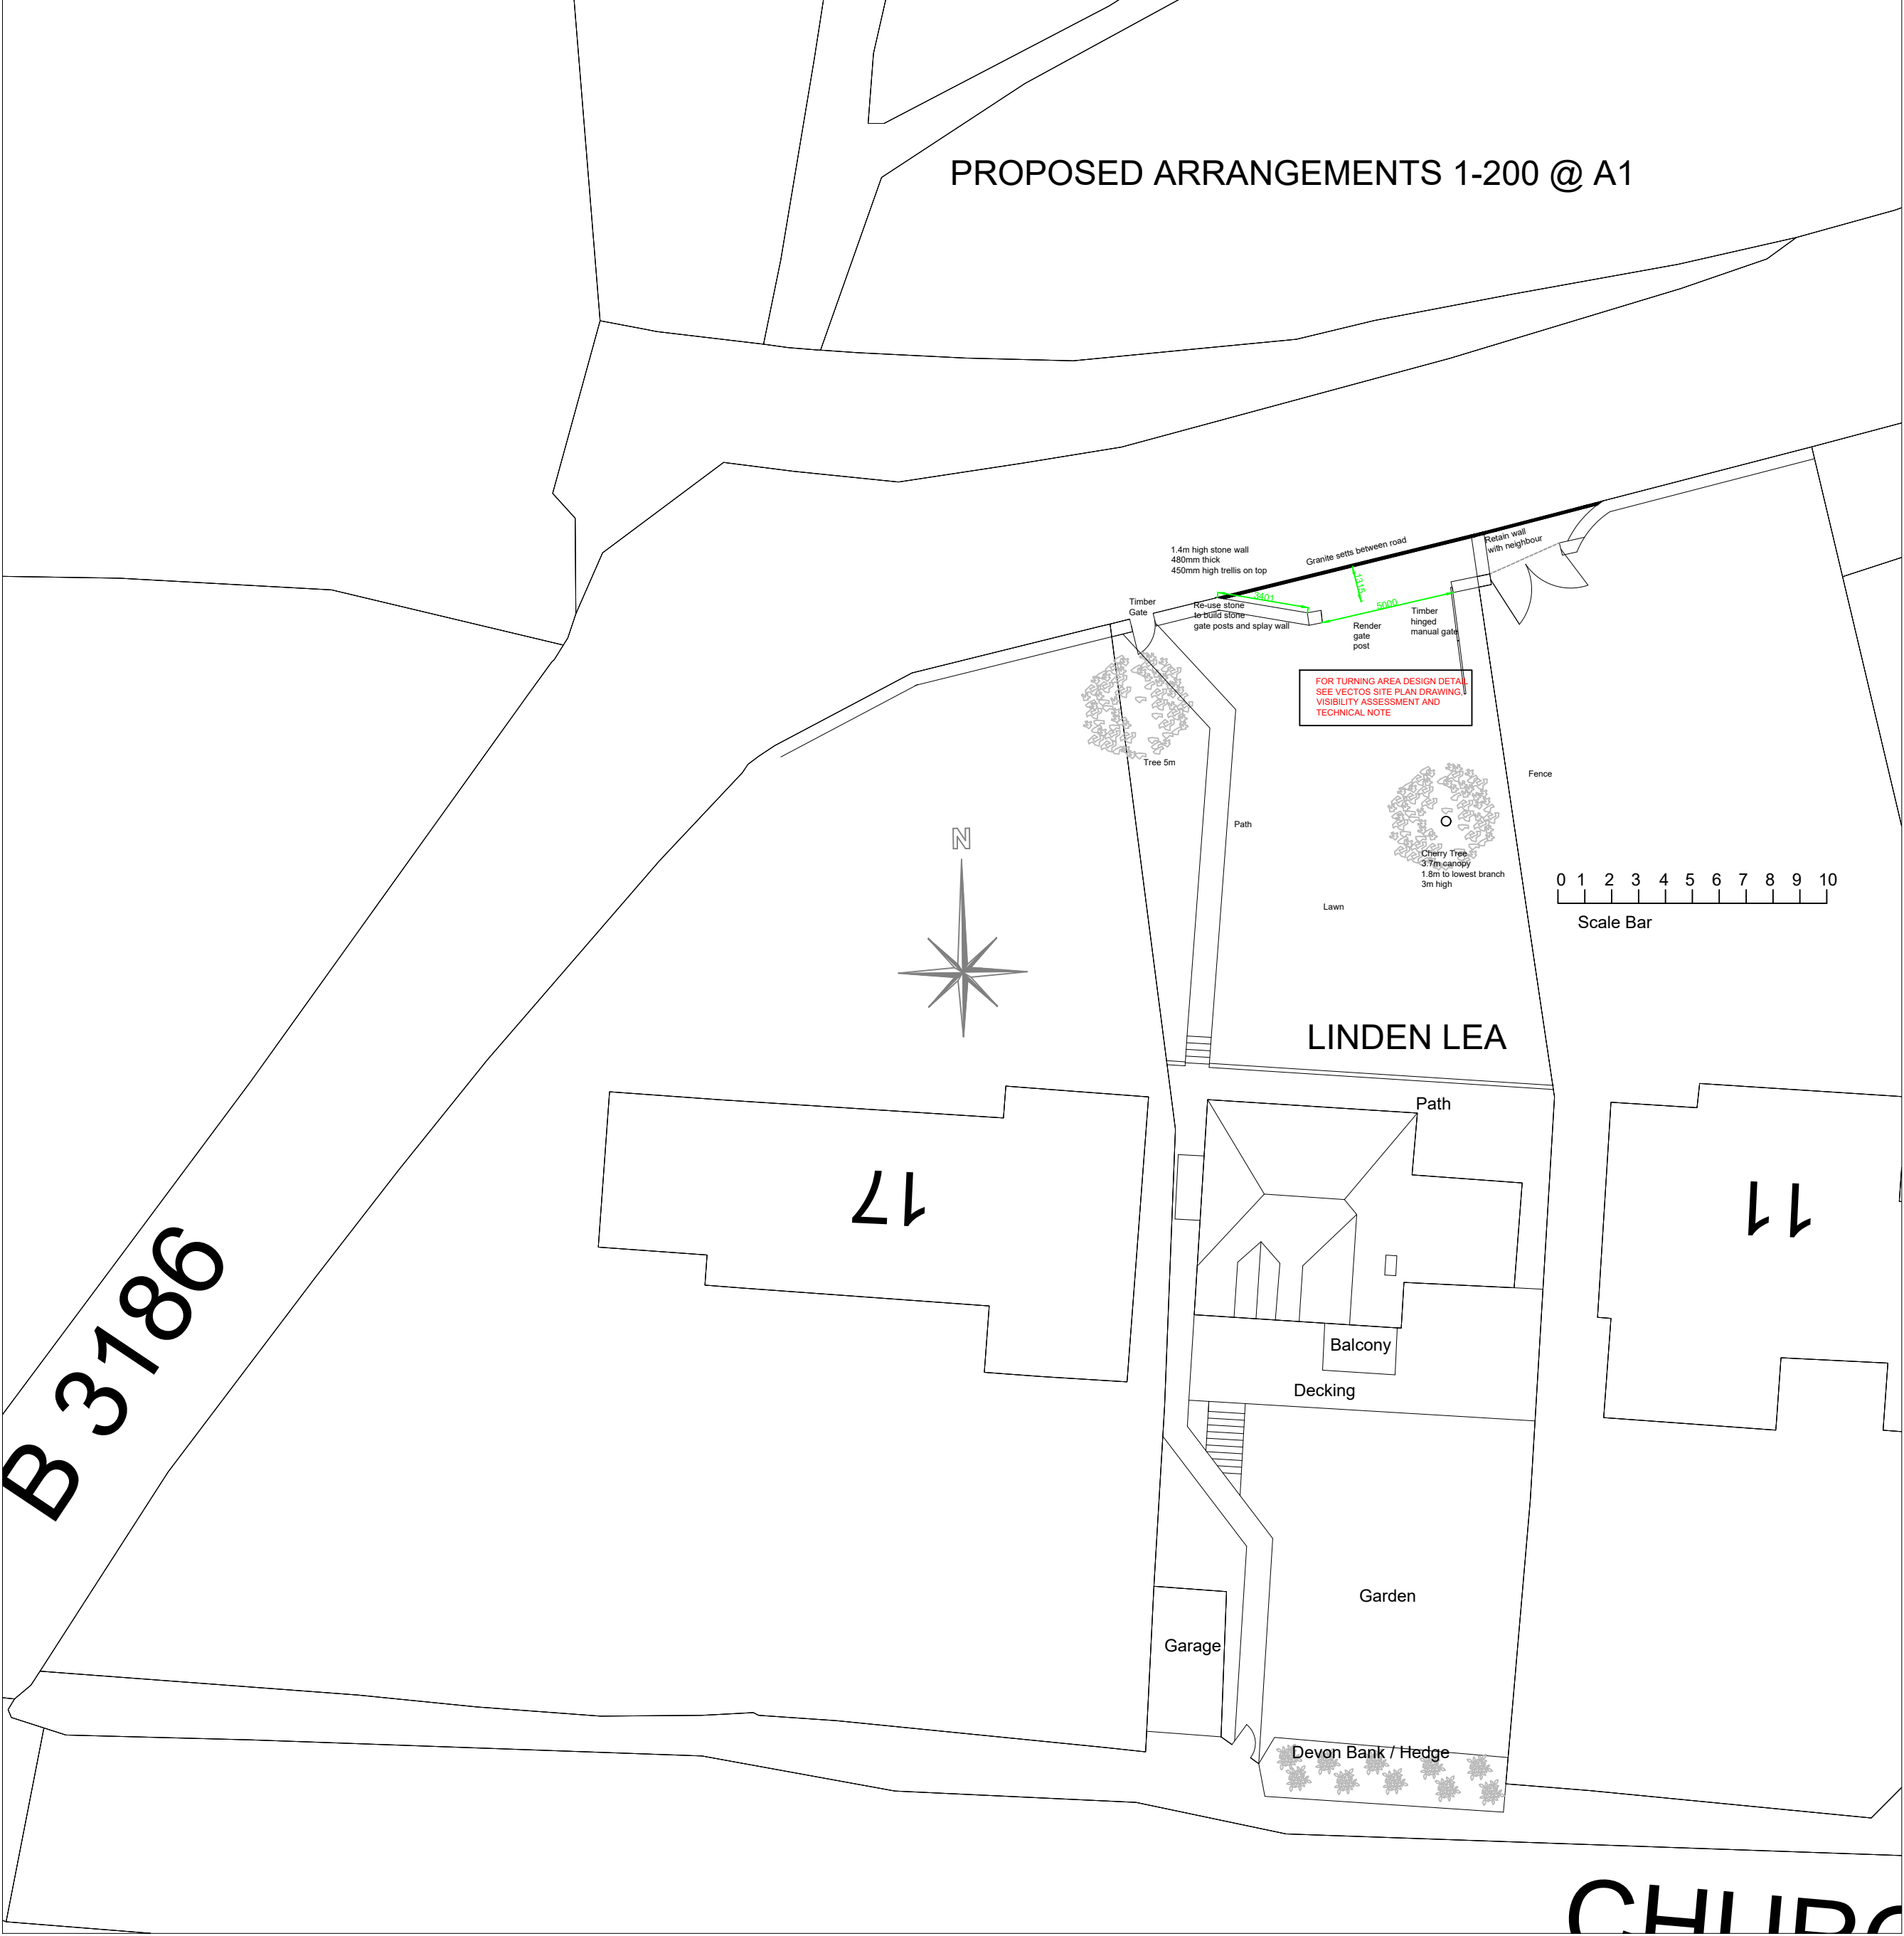 PROPOSED ARRANGEMENTS 1-200 @ A1
1.4m high stone wall
480mm thick
450mm high trellis on top
Granite setts between road
Retain wall
with neighbour
1315
3401
5000
Timber
Gate
Re-use stone
to build stone
gate posts and splay wall
Render
gate
post
Timber
hinged
manual gate
FOR TURNING AREA DESIGN DETAIL
SEE VECTOS SITE PLAN DRAWING,
VISIBILITY ASSESSMENT AND
TECHNICAL NOTE
Tree 5m
Fence
Path
N
Cherry Tree
3.7m canopy
1.8m to lowest branch
3m high
0 1 2 3 4 5 6 7 8 9 10
Scale Bar
Lawn
LINDEN LEA
Path
17
11
B 3186
Balcony
Decking
Garden
Garage
Devon Bank / Hedge
CHURC